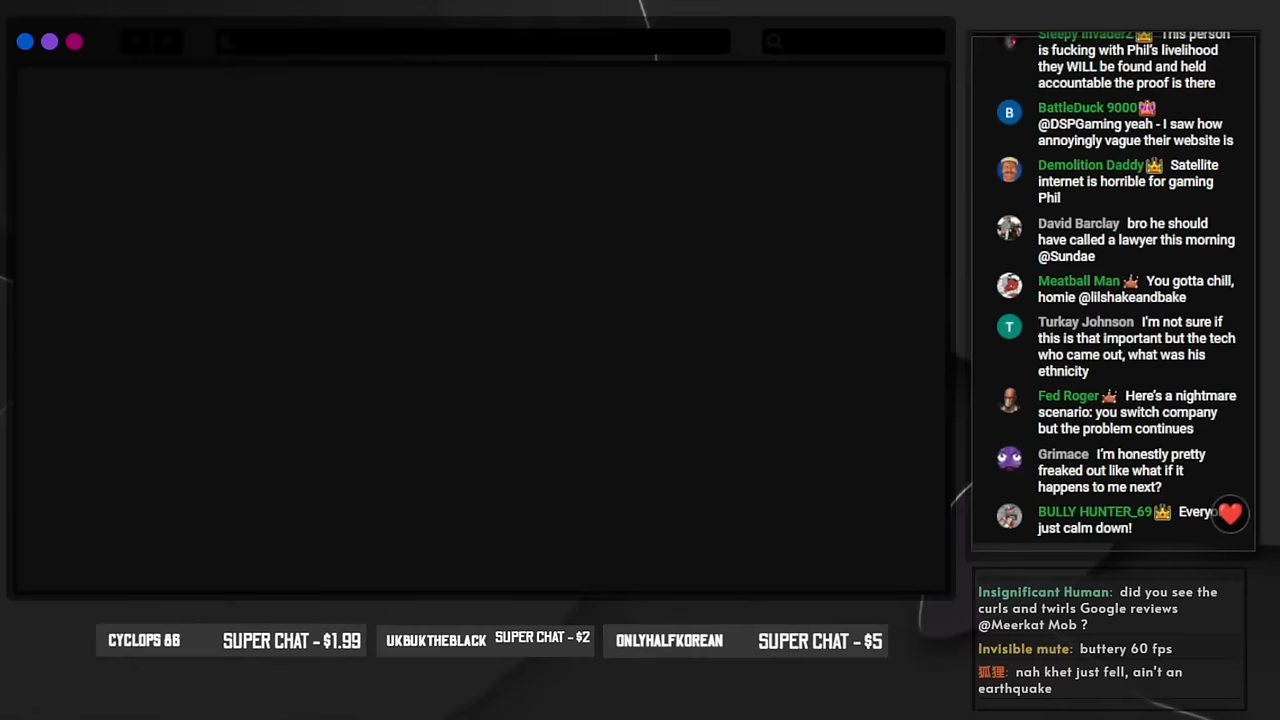 Sleepy InvaderZ This person
is fucking with Phil's livelihood
they WILL be found and held
accountable the proof is there
BattleDuck 9000
@DSPGaming yeah - I saw how
annoyingly vague their website is
Demolition Daddy Satellite
internet is horrible for gaming
Phil
David Barclay bro he should
have called a lawyer this morning
@Sundae
Meatball Man You gotta chill,
homie @lilshakeandbake
Turkay Johnson I'm not sure if
this is that important but the tech
who came out, what was his
ethnicity
Fed Roger Here's a nightmare
scenario: you switch company
but the problem continues
Grimace I'm honestly pretty
freaked out like what if it
happens to me next?
BULLY HUNTER_69
just calm down!
Insignificant Human: did you see the
curls and twirls Google reviews
@Meerkat Mob ?
Invisible mute: buttery 60 fps
狐狸: nah khet just fell, ain't an
earthquake
CYCLOPS 86 SUPER CHAT - $1.99
UKBUKTHEBLACK SUPER CHAT - $2
ONLYHALFKOREAN SUPER CHAT - $5
B
T